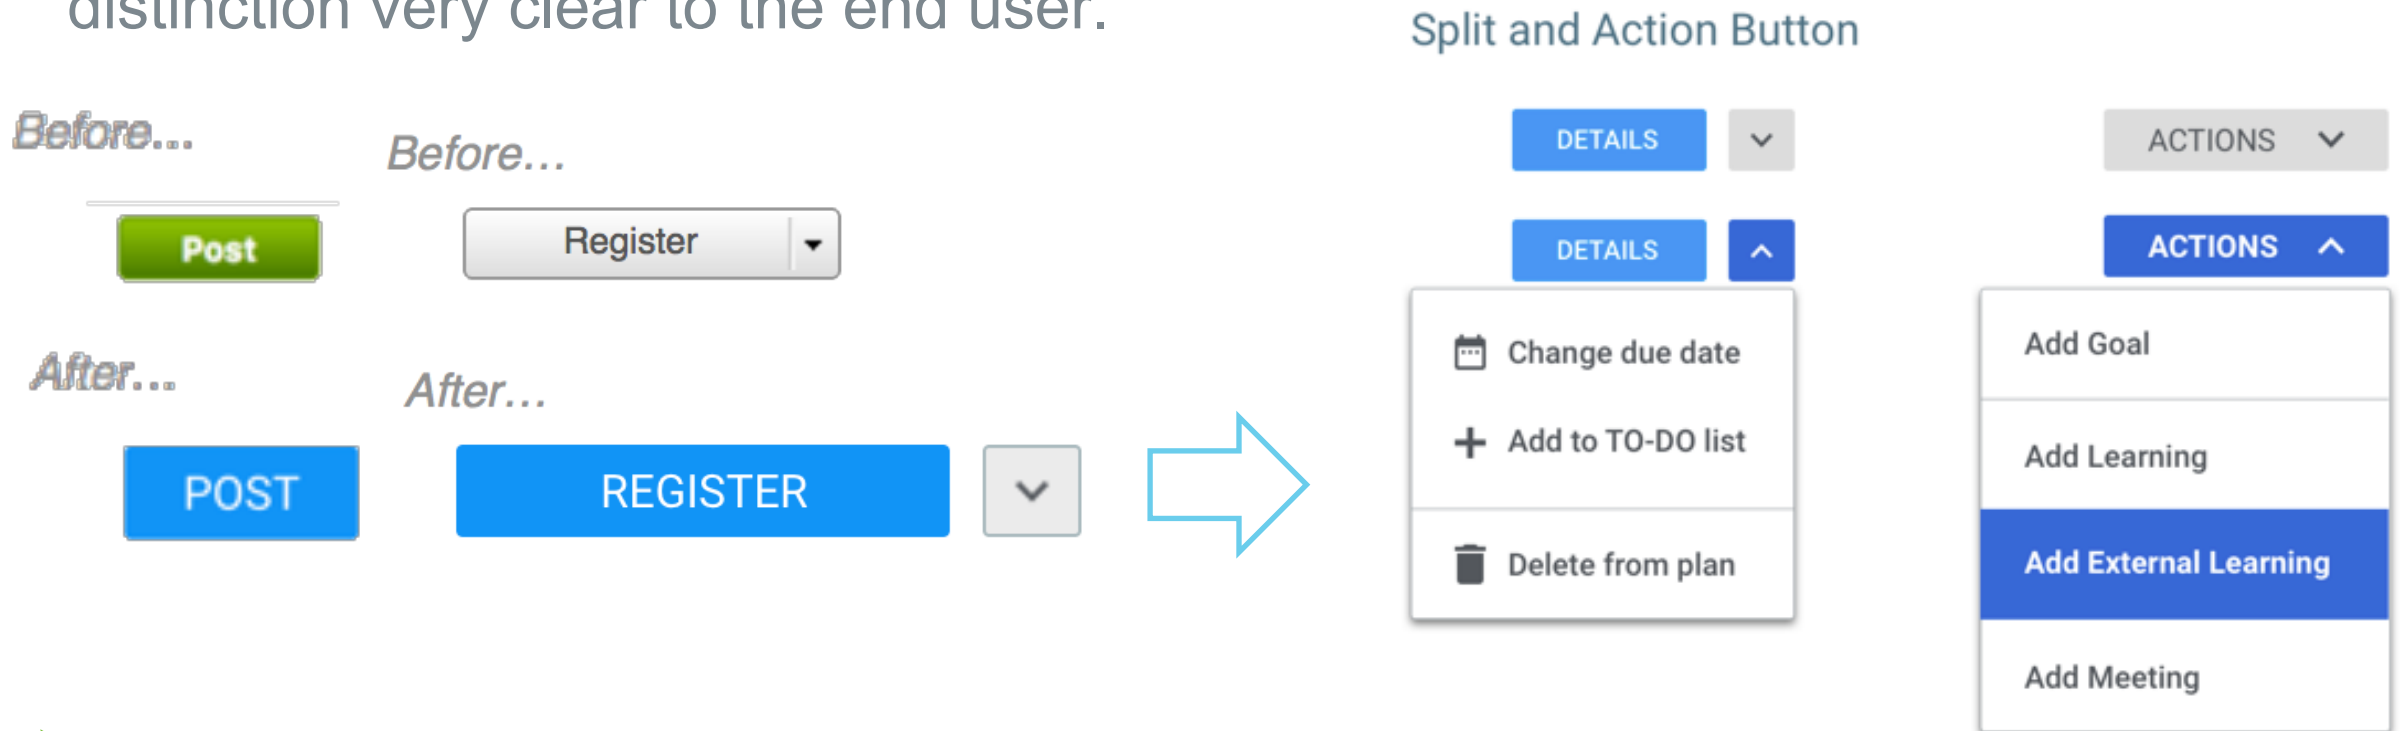 distinction very clear to the end user.
Before...
Post
After...
POST
Before...
Register
After...
REGISTER
Split and Action Button
DETAILS
DETAILS
Change due date
Add to TO-DO list
Delete from plan
ACTIONS
ACTIONS
Add Goal
Add Learning
Add External Learning
Add Meeting